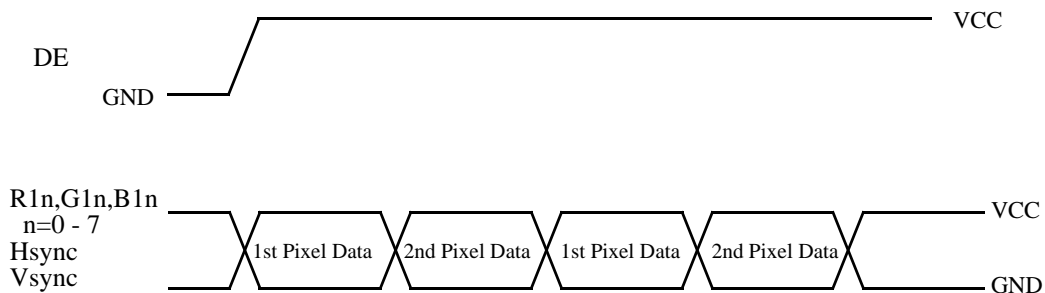 VCC
DE
GND
R1n,G1n,B1n
n=0 - 7
Hsync
Vsync
1st Pixel Data
2nd Pixel Data
1st Pixel Data
2nd Pixel Data
VCC
GND